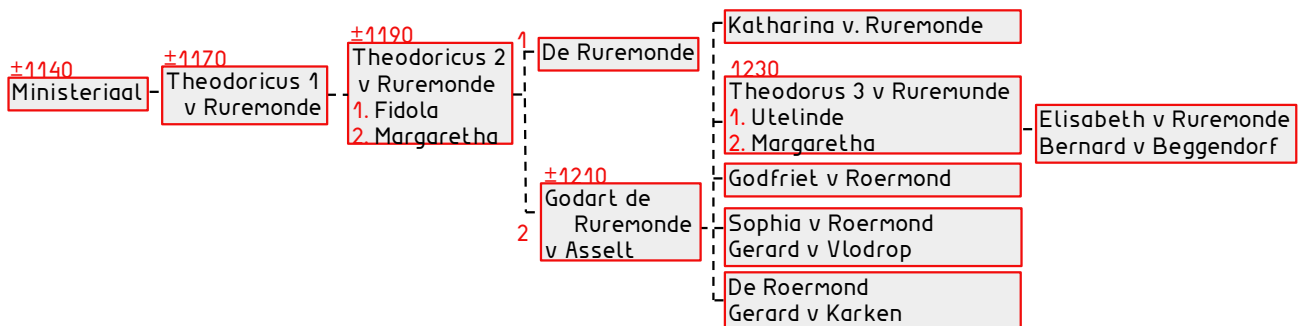 ±1140
Ministeriaal
±1170
Theodoricus 1
v Ruremonde
±1190
Theodoricus 2
v Ruremonde
1. Fidola
2. Margaretha
1
De Ruremonde
2
±1210
Godart de
Ruremonde
v Asselt
Katharina v. Ruremonde
1230
Theodorus 3 v Ruremunde
1. Utelinde
2. Margaretha
Godfriet v Roermond
Sophia v Roermond
Gerard v Vlodrop
De Roermond
Gerard v Karken
Elisabeth v Ruremonde
Bernard v Beggendorf